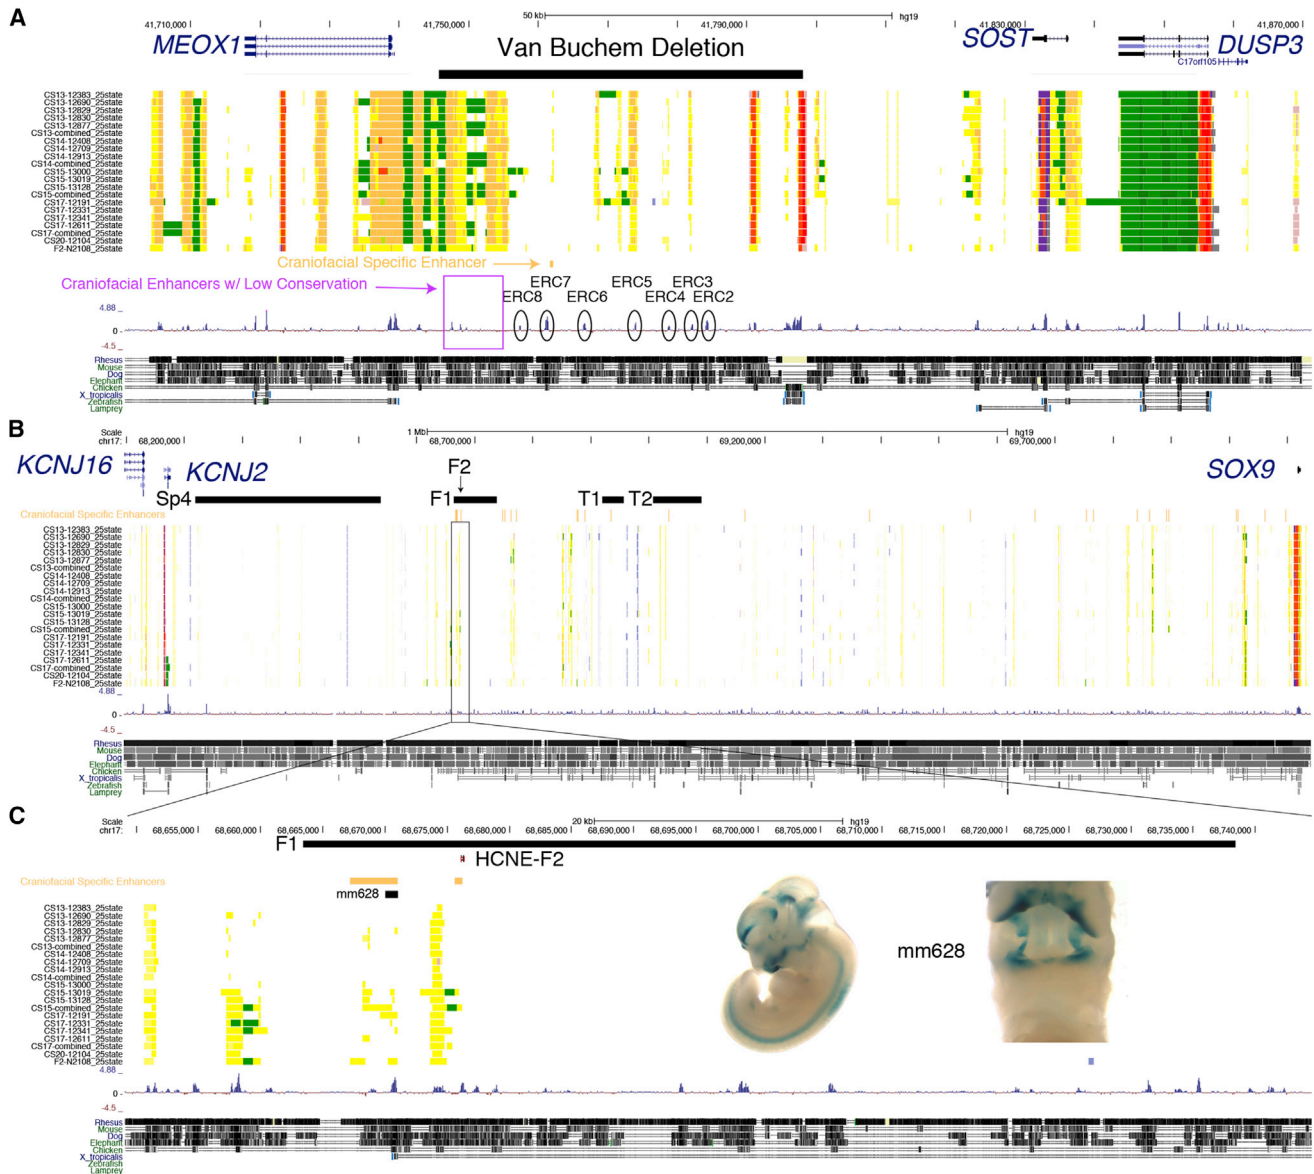 A
50 kb
hg19
41,710,000
41,750,000
41,790,000
41,830,000
41,870,000
MEOX1
Van Buchem Deletion
SOST
DUSP3
C17orf105
CS13-12383_25state
CS13-12690_25state
CS13-12829_25state
CS13-12830_25state
CS13-12877_25state
CS13-combined_25state
CS14-12408_25state
CS14-12709_25state
CS14-12913_25state
CS14-combined_25state
CS15-13000_25state
CS15-13019_25state
CS15-13128_25state
CS15-combined_25state
CS17-12191_25state
CS17-12331_25state
CS17-12341_25state
CS17-12611_25state
CS17-combined_25state
CS20-12104_25state
F2-N2108_25state
Craniofacial Specific Enhancer
Craniofacial Enhancers w/ Low Conservation
ERC8 ERC7 ERC6 ERC5 ERC4 ERC3 ERC2
4.88 _
0 -
-4.5 _
Rhesus
Mouse
Dog
Elephant
Chicken
X_tropicalis
Zebrafish
Lamprey
B
Scale
1 Mb
hg19
chr17:
68,200,000
68,700,000
69,200,000
69,700,000
KCNJ16
KCNJ2
F2
SOX9
Sp4
F1
T1
T2
Craniofacial Specific Enhancers
CS13-12383_25state
CS13-12690_25state
CS13-12829_25state
CS13-12830_25state
CS13-12877_25state
CS13-combined_25state
CS14-12408_25state
CS14-12709_25state
CS14-12913_25state
CS14-combined_25state
CS15-13000_25state
CS15-13019_25state
CS15-13128_25state
CS15-combined_25state
CS17-12191_25state
CS17-12331_25state
CS17-12341_25state
CS17-12611_25state
CS17-combined_25state
CS20-12104_25state
F2-N2108_25state
4.88 _
0 -
-4.5 _
Rhesus
Mouse
Dog
Elephant
Chicken
X_tropicalis
Zebrafish
Lamprey
C
Scale
20 kb
hg19
chr17:
68,655,000
68,660,000
68,665,000
68,670,000
68,675,000
68,680,000
68,685,000
68,690,000
68,695,000
68,700,000
68,705,000
68,710,000
68,715,000
68,720,000
68,725,000
68,730,000
68,735,000
68,740,000
F1
HCNE-F2
Craniofacial Specific Enhancers
mm628
CS13-12383_25state
CS13-12690_25state
CS13-12829_25state
CS13-12830_25state
CS13-12877_25state
CS13-combined_25state
CS14-12408_25state
CS14-12709_25state
CS14-12913_25state
CS14-combined_25state
CS15-13000_25state
CS15-13019_25state
CS15-13128_25state
CS15-combined_25state
CS17-12191_25state
CS17-12331_25state
CS17-12341_25state
CS17-12611_25state
CS17-combined_25state
CS20-12104_25state
F2-N2108_25state
mm628
4.88 _
0
-4.5 _
Rhesus
Mouse
Dog
Elephant
Chicken
X_tropicalis
Zebrafish
Lamprey